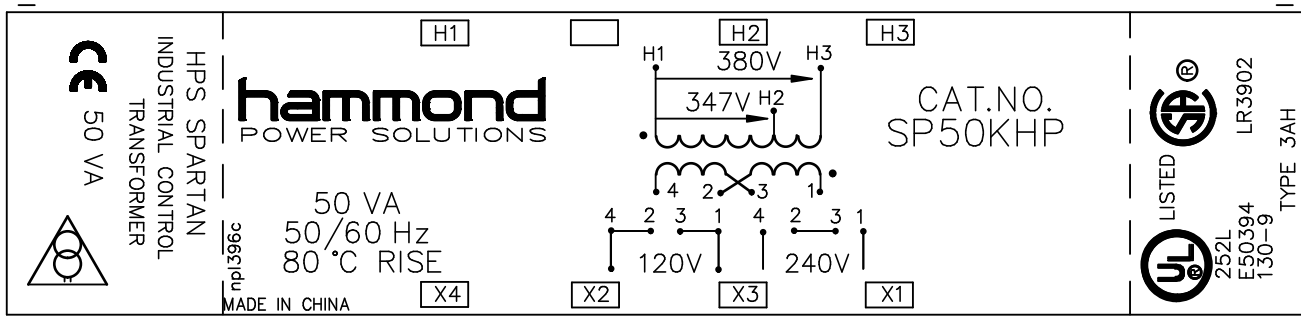 HPS SPARTAN
INDUSTRIAL CONTROL
TRANSFORMER
CE 50 VA
H1
H2
H3
hammond
POWER SOLUTIONS
50 VA
50/60 Hz
80 °C RISE
npl396c
MADE IN CHINA
H1 380V H3
347V H2
4 2 3 1
4 2 3 1 4 2 3 1
120V 240V
X4
X2
X3
X1
CAT.NO.
SP50KHP
SA ®
LR3902
UL ® LISTED
252L
E50394
130-9
TYPE 3AH